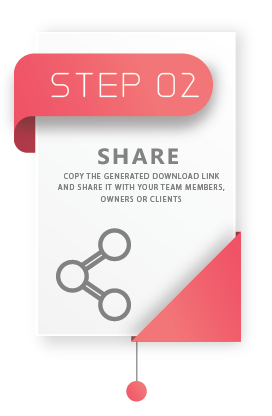 STEP 02
SHARE
COPY THE GENERATED DOWNLOAD LINK
AND SHARE IT WITH YOUR TEAM MEMBERS,
OWNERS OR CLIENTS